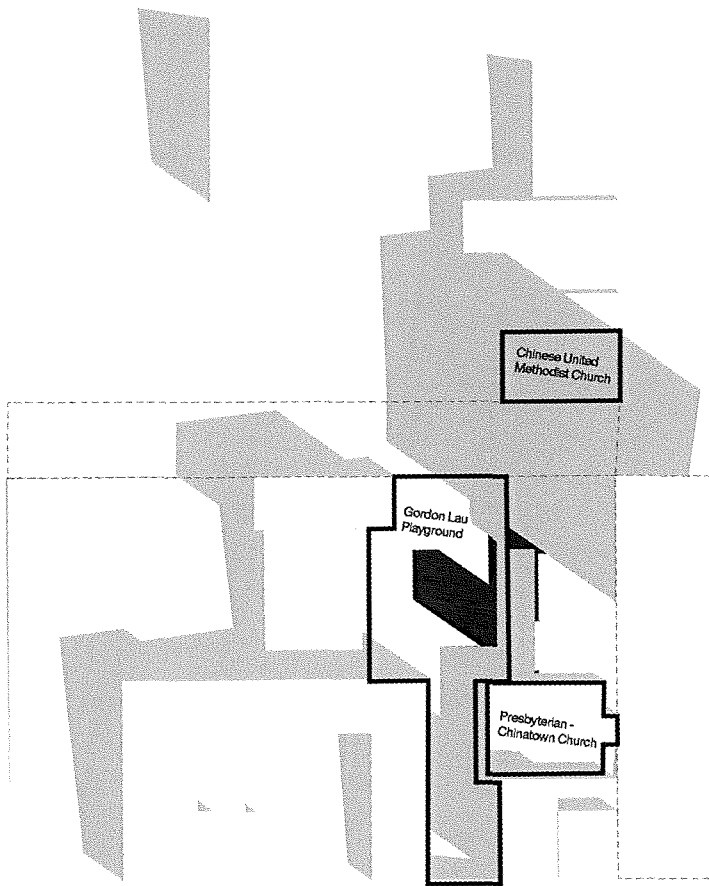 Chinese United
Methodist Church
Gordon Lau
Playground
Presbyterian -
Chinatown Church